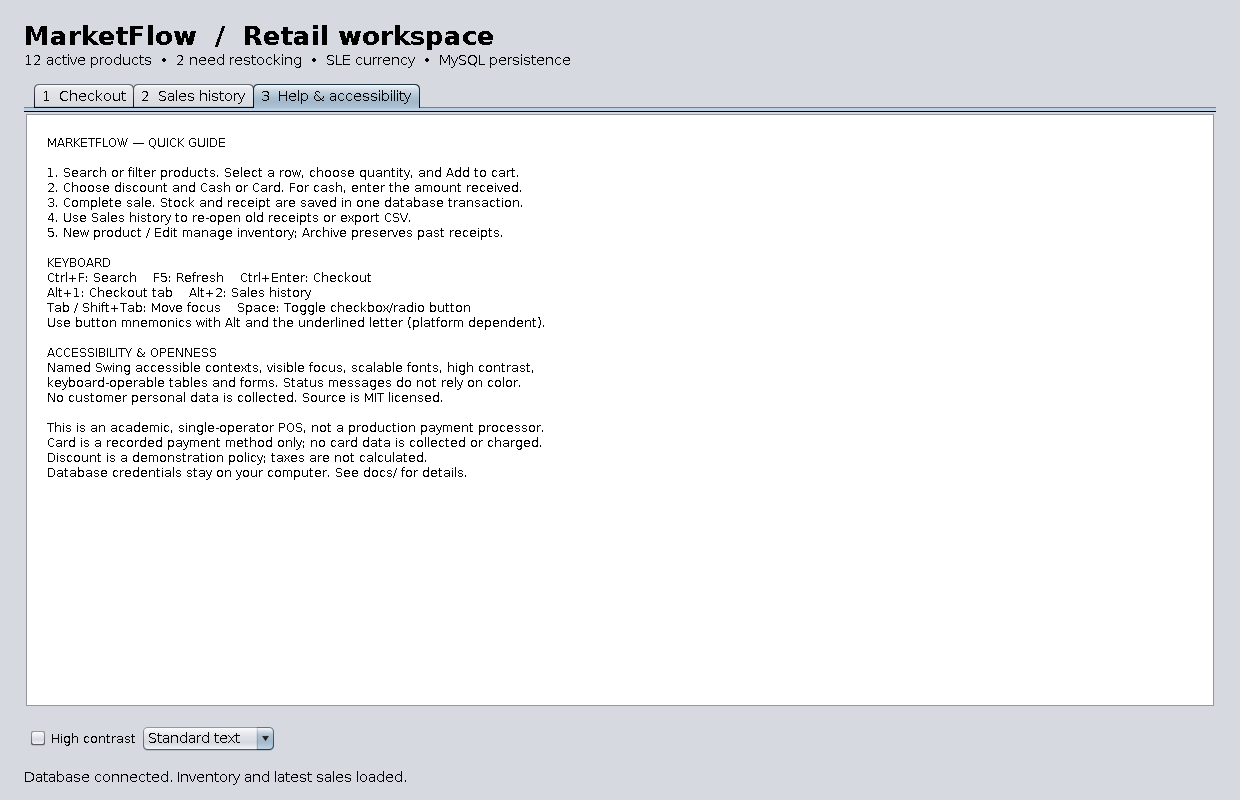 MarketFlow / Retail workspace
12 active products • 2 need restocking • SLE currency • MySQL persistence
1 Checkout
2 Sales history
3 Help & accessibility
MARKETFLOW — QUICK GUIDE
1. Search or filter products. Select a row, choose quantity, and Add to cart.
2. Choose discount and Cash or Card. For cash, enter the amount received.
3. Complete sale. Stock and receipt are saved in one database transaction.
4. Use Sales history to re-open old receipts or export CSV.
5. New product / Edit manage inventory; Archive preserves past receipts.
KEYBOARD
Ctrl+F: Search    F5: Refresh    Ctrl+Enter: Checkout
Alt+1: Checkout tab    Alt+2: Sales history
Tab / Shift+Tab: Move focus    Space: Toggle checkbox/radio button
Use button mnemonics with Alt and the underlined letter (platform dependent).
ACCESSIBILITY & OPENNESS
Named Swing accessible contexts, visible focus, scalable fonts, high contrast,
keyboard-operable tables and forms. Status messages do not rely on color.
No customer personal data is collected. Source is MIT licensed.
This is an academic, single-operator POS, not a production payment processor.
Card is a recorded payment method only; no card data is collected or charged.
Discount is a demonstration policy; taxes are not calculated.
Database credentials stay on your computer. See docs/ for details.
High contrast
Standard text
Database connected. Inventory and latest sales loaded.